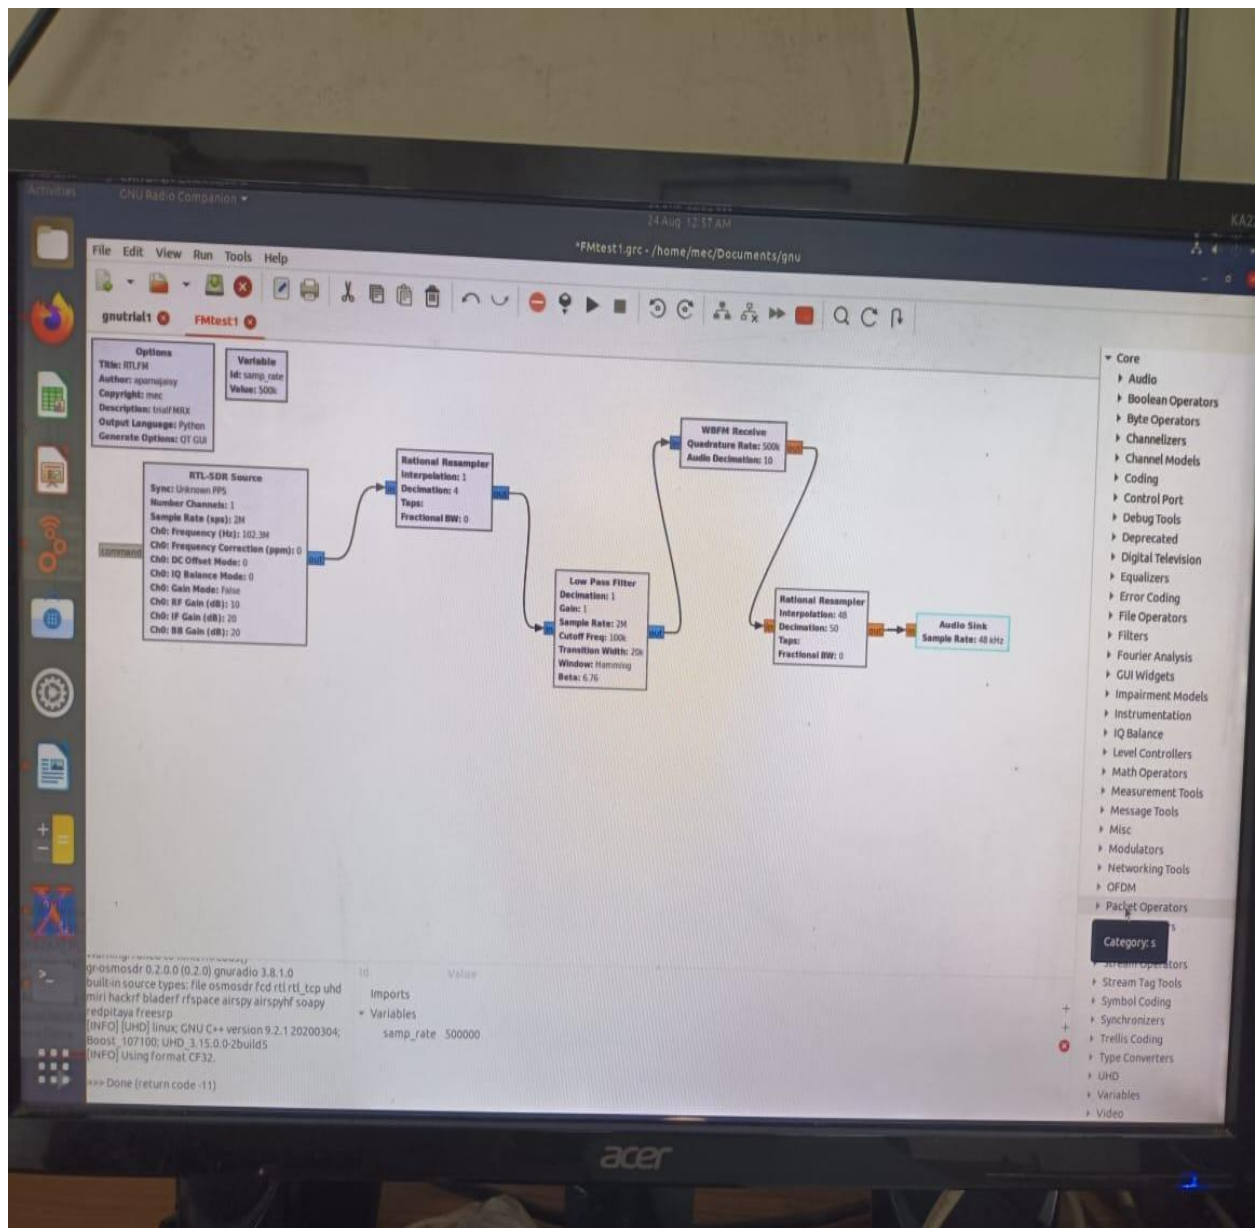 Activities
GNU Radio Companion
24 Aug 12:57 AM
KA22
*FMtest1.grc - /home/mec/Documents/gnu
File Edit View Run Tools Help
gnutrial1
FMtest1
Options
Title: RTLFM
Author: aparnajaisy
Copyright: mec
Description: trialFMRX
Output Language: Python
Generate Options: QT GUI
Variable
Id: samp_rate
Value: 500k
RTL-SDR Source
Sync: Unknown PPS
Number Channels: 1
Sample Rate (sps): 2M
Ch0: Frequency (Hz): 102.3M
Ch0: Frequency Correction (ppm): 0
Ch0: DC Offset Mode: 0
Ch0: IQ Balance Mode: 0
Ch0: Gain Mode: False
Ch0: RF Gain (dB): 10
Ch0: IF Gain (dB): 20
Ch0: BB Gain (dB): 20
command
out
Rational Resampler
Interpolation: 1
Decimation: 4
Taps:
Fractional BW: 0
in
out
Low Pass Filter
Decimation: 1
Gain: 1
Sample Rate: 2M
Cutoff Freq: 100k
Transition Width: 20k
Window: Hamming
Beta: 6.76
in
out
WBFM Receive
Quadrature Rate: 500k
Audio Decimation: 10
in
out
Rational Resampler
Interpolation: 48
Decimation: 50
Taps:
Fractional BW: 0
in
out
Audio Sink
Sample Rate: 48 kHz
in
Core
Audio
Boolean Operators
Byte Operators
Channelizers
Channel Models
Coding
Control Port
Debug Tools
Deprecated
Digital Television
Equalizers
Error Coding
File Operators
Filters
Fourier Analysis
GUI Widgets
Impairment Models
Instrumentation
IQ Balance
Level Controllers
Math Operators
Measurement Tools
Message Tools
Misc
Modulators
Networking Tools
OFDM
Packet Operators
Category: s
Stream Operators
Stream Tag Tools
Symbol Coding
Synchronizers
Trellis Coding
Type Converters
UHD
Variables
Video
gr-osmosdr 0.2.0.0 (0.2.0) gnuradio 3.8.1.0
built-in source types: file osmosdr fcd rtl rtl_tcp uhd
miri hackrf bladerf rfspace airspy airspyhf soapy
redpitaya freesrp
[INFO] [UHD] linux; GNU C++ version 9.2.1 20200304;
Boost_107100; UHD_3.15.0.0-2build5
[INFO] Using format CF32.
>>> Done (return code -11)
Id Value
Imports
Variables
samp_rate 500000
acer